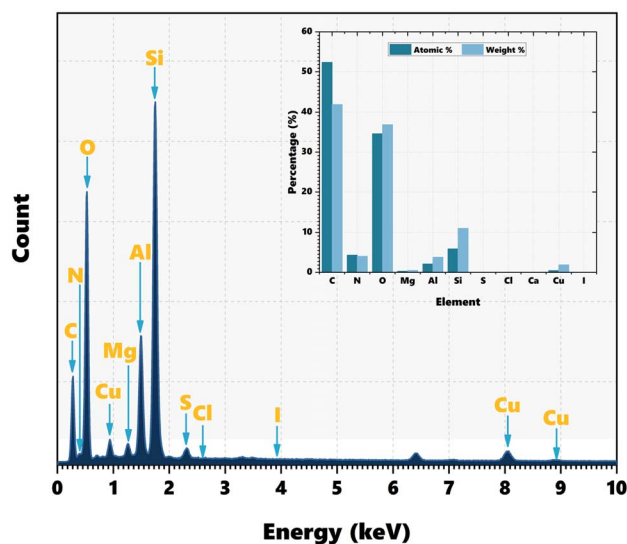 Si
O
Al
N
C
Mg
Cu
S
Cl
I
Cu
Cu
Count
0 1 2 3 4 5 6 7 8 9 10
Energy (keV)
Atomic % Weight %
60
50
40
30
20
10
0
Percentage (%)
C N O Mg Al Si S Cl Ca Cu I
Element